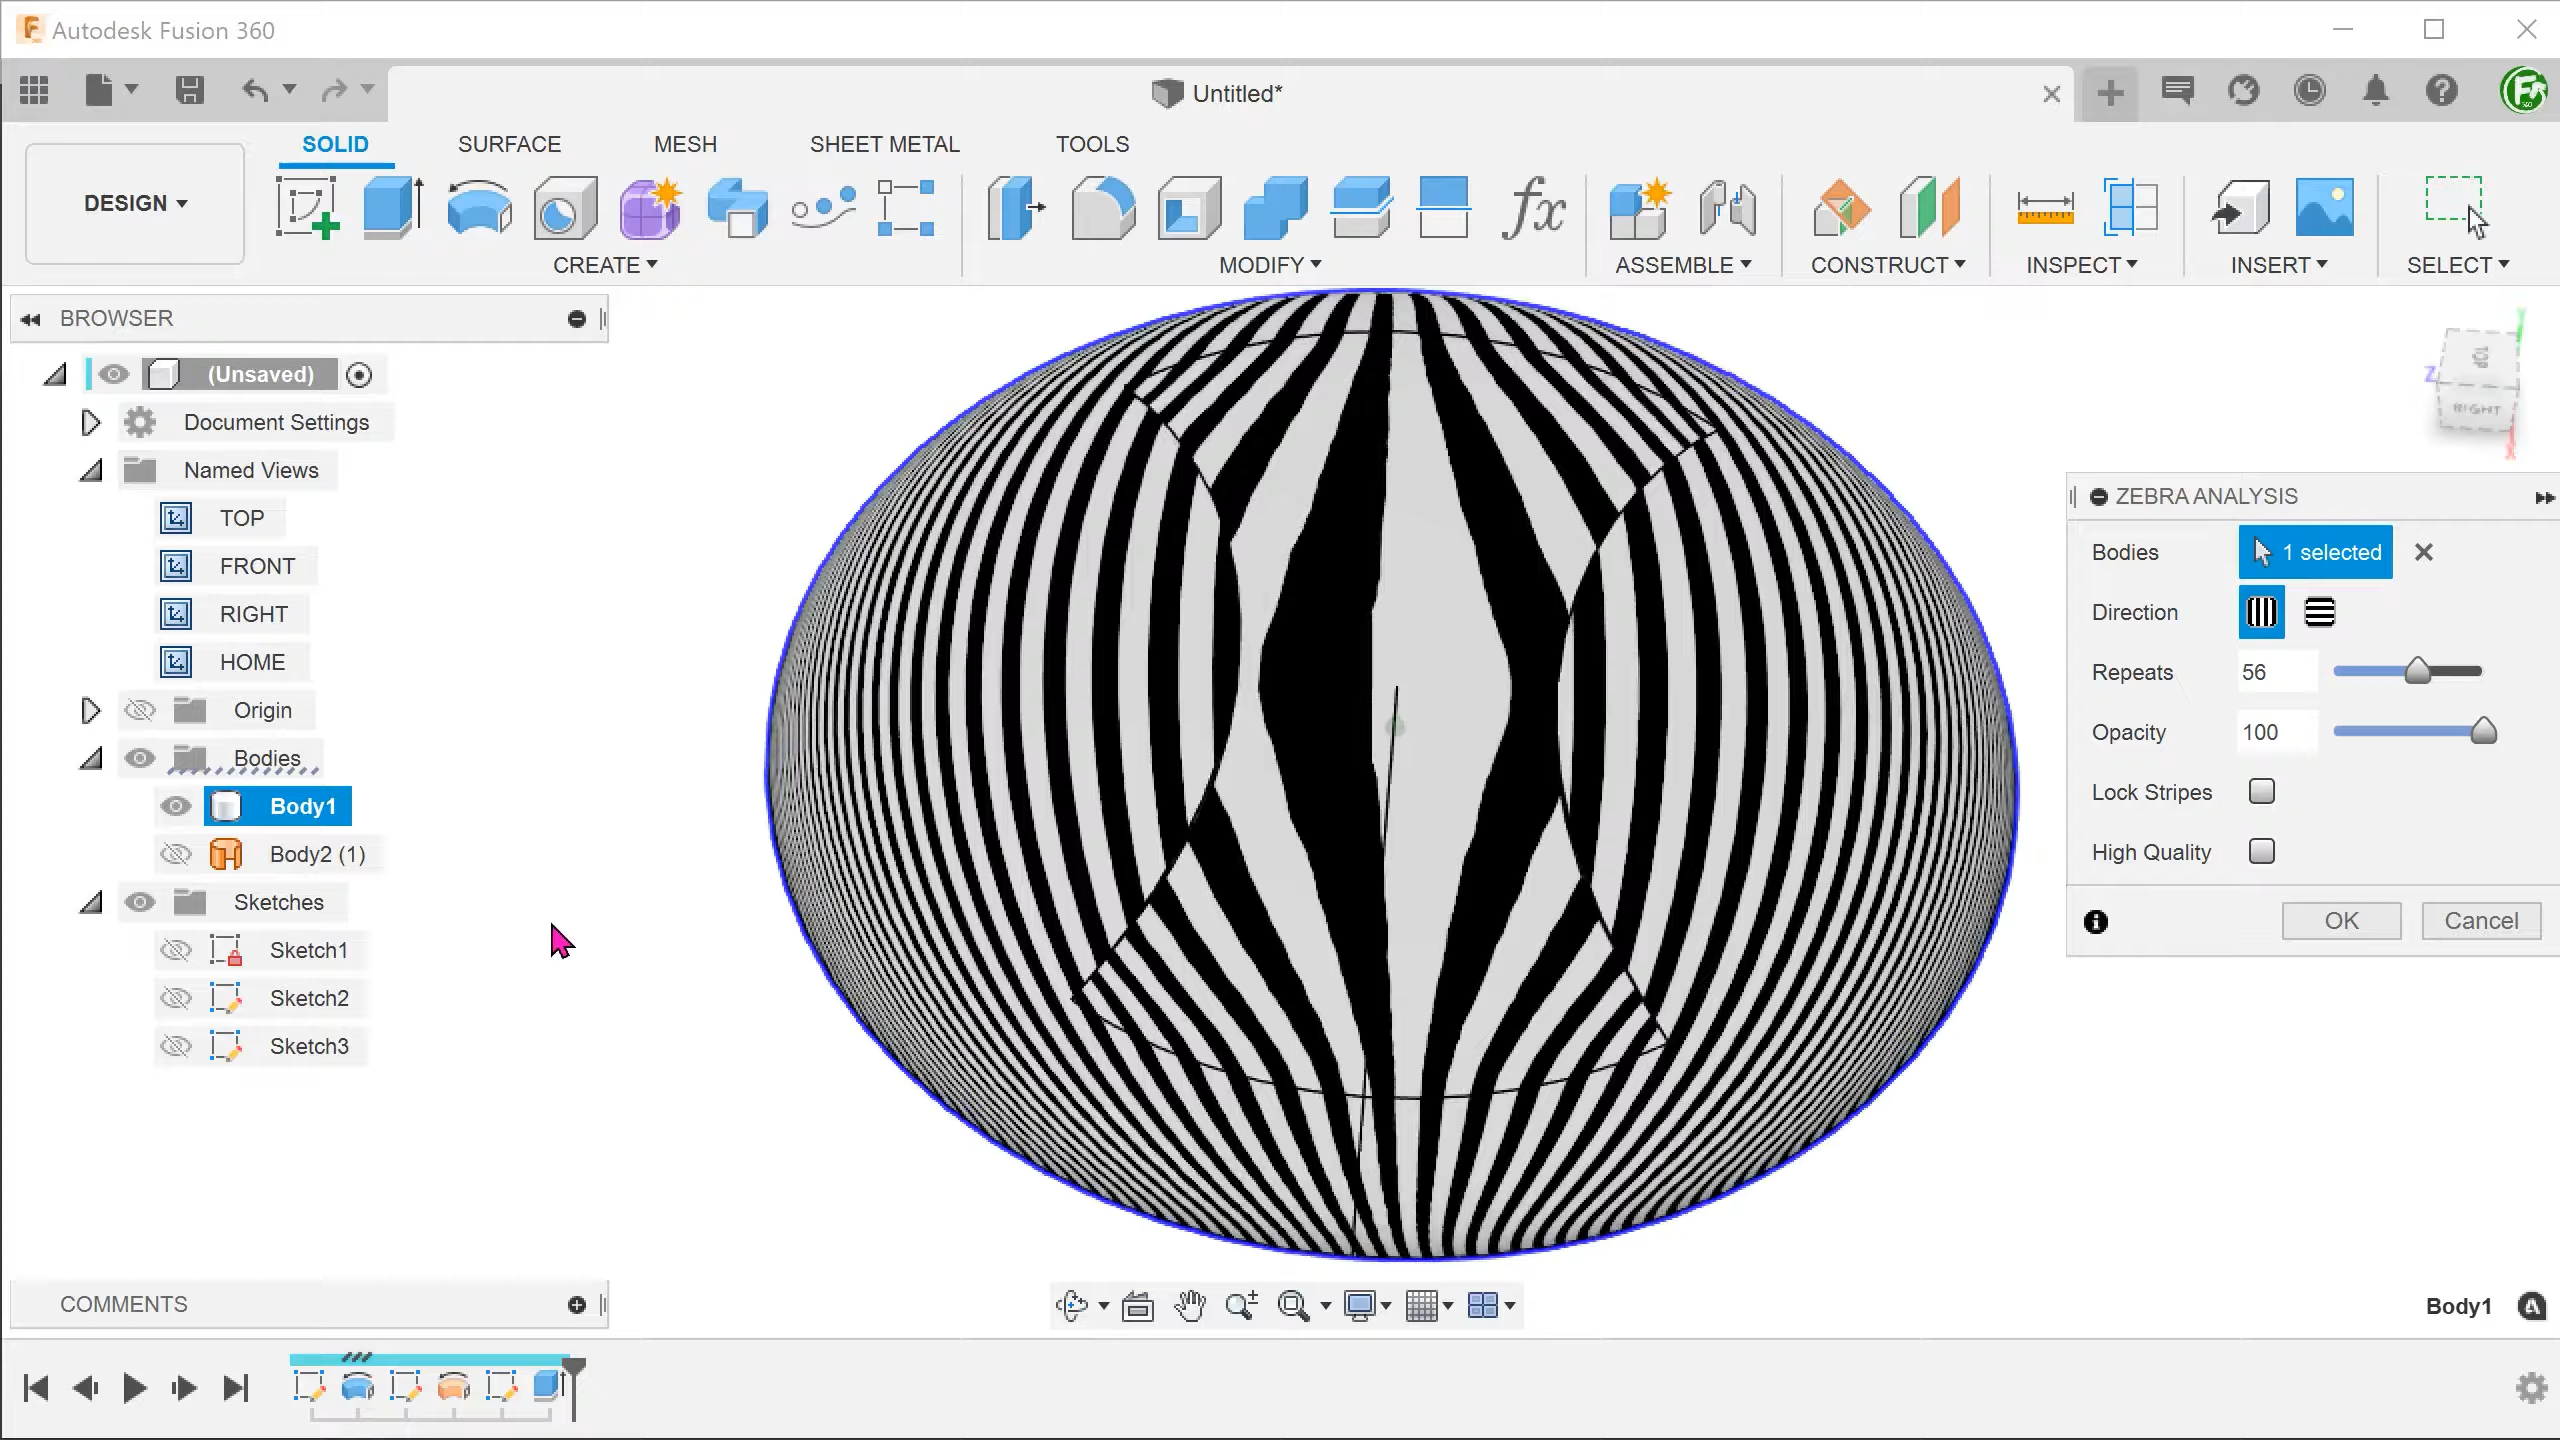 Autodesk Fusion 360
Untitled*
SOLID
SURFACE
MESH
SHEET METAL
TOOLS
DESIGN
CREATE
MODIFY
ASSEMBLE
CONSTRUCT
INSPECT
INSERT
SELECT
BROWSER
(Unsaved)
Document Settings
Named Views
TOP
FRONT
RIGHT
HOME
Origin
Bodies
Body1
Body2 (1)
Sketches
Sketch1
Sketch2
Sketch3
TOP
RIGHT
Z
X
ZEBRA ANALYSIS
Bodies 1 selected
Direction
Repeats 56
Opacity 100
Lock Stripes
High Quality
OK Cancel
COMMENTS
Body1